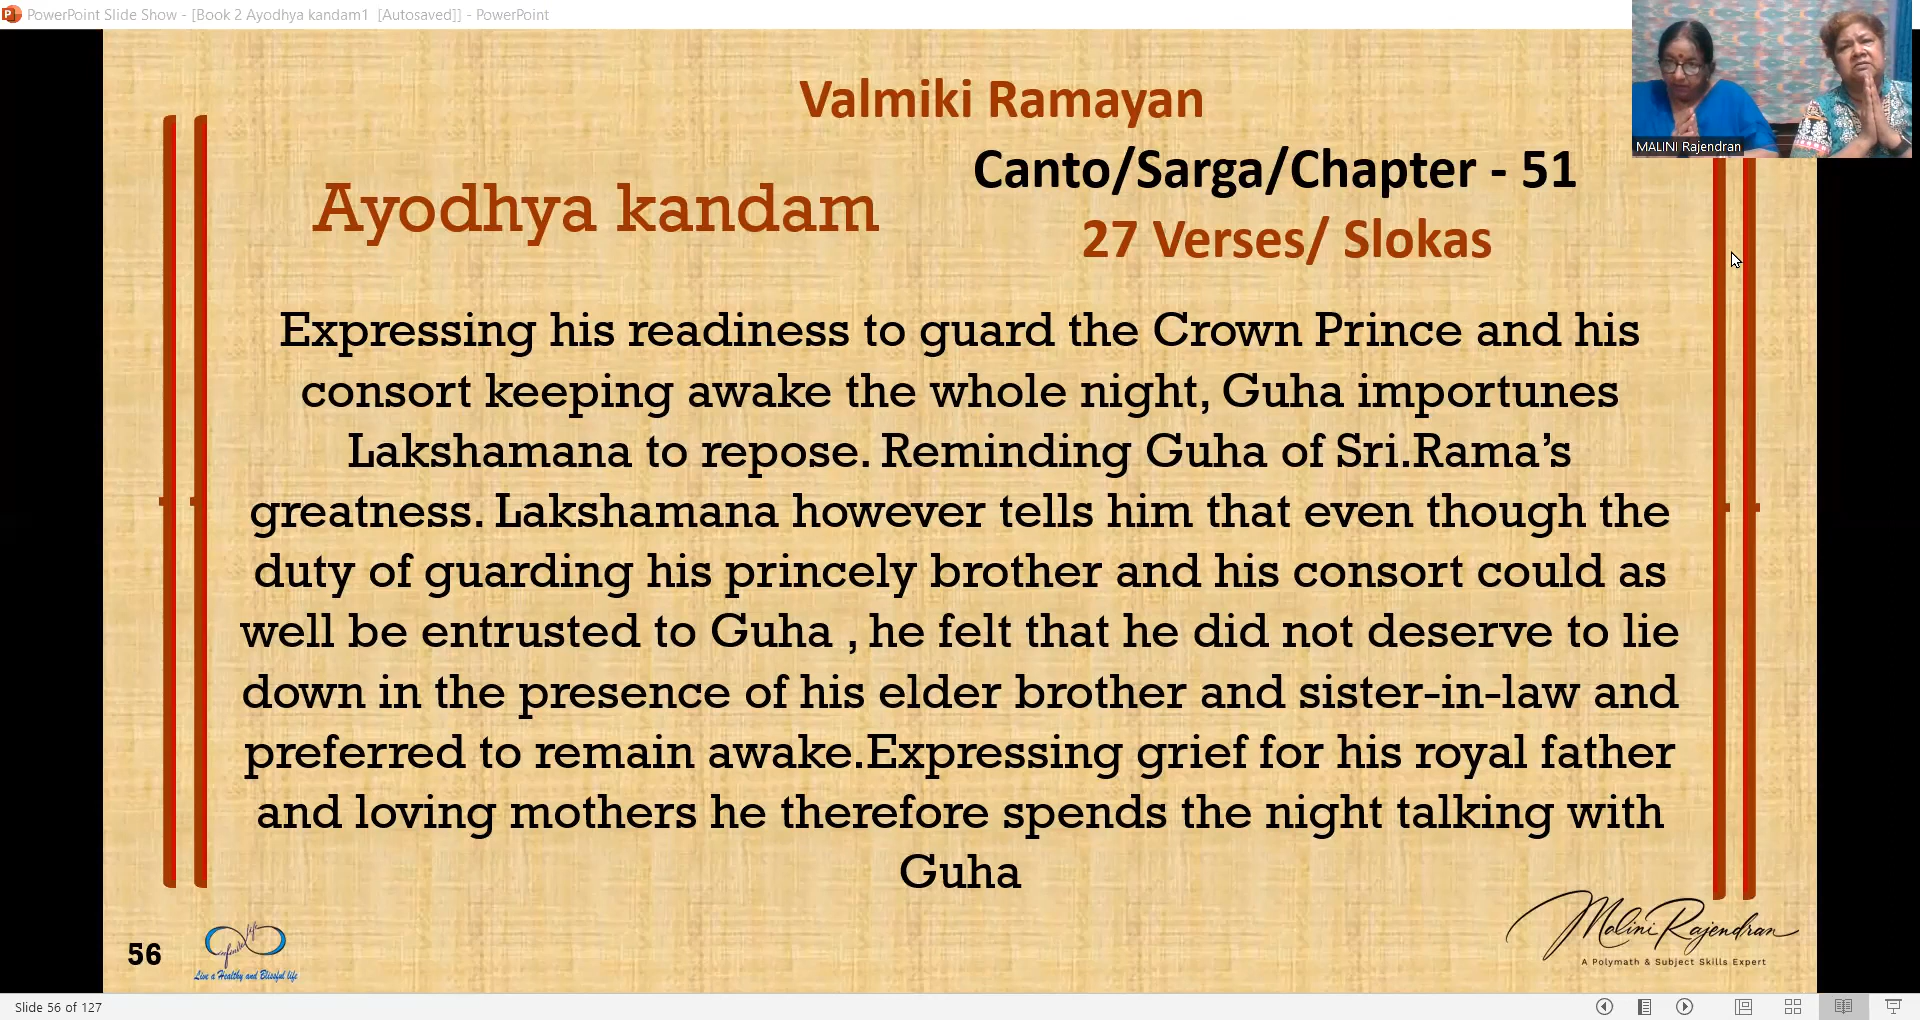 PowerPoint Slide Show - [Book 2 Ayodhya kandam1 [Autosaved]] - PowerPoint
MALINI Rajendran
Valmiki Ramayan
Canto/Sarga/Chapter - 51
Ayodhya kandam
27 Verses/ Slokas
Expressing his readiness to guard the Crown Prince and his
consort keeping awake the whole night, Guha importunes
Lakshamana to repose. Reminding Guha of Sri.Rama’s
greatness. Lakshamana however tells him that even though the
duty of guarding his princely brother and his consort could as
well be entrusted to Guha , he felt that he did not deserve to lie
down in the presence of his elder brother and sister-in-law and
preferred to remain awake.Expressing grief for his royal father
and loving mothers he therefore spends the night talking with
Guha
56
Live a Healthy and Blissful life
Malini Rajendran
A Polymath & Subject Skills Expert
Slide 56 of 127